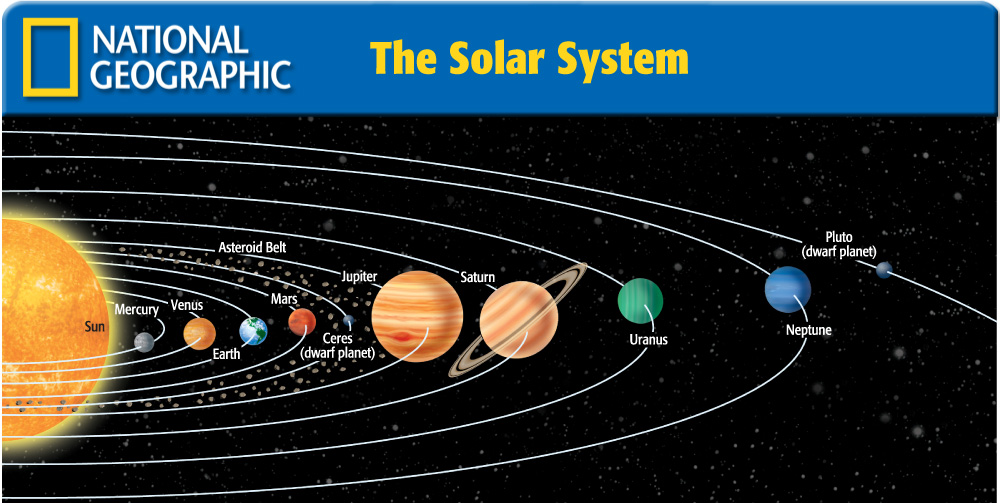 NATIONAL
GEOGRAPHIC
The Solar System
Sun
Mercury
Venus
Earth
Mars
Asteroid Belt
Ceres
(dwarf planet)
Jupiter
Saturn
Uranus
Neptune
Pluto
(dwarf planet)